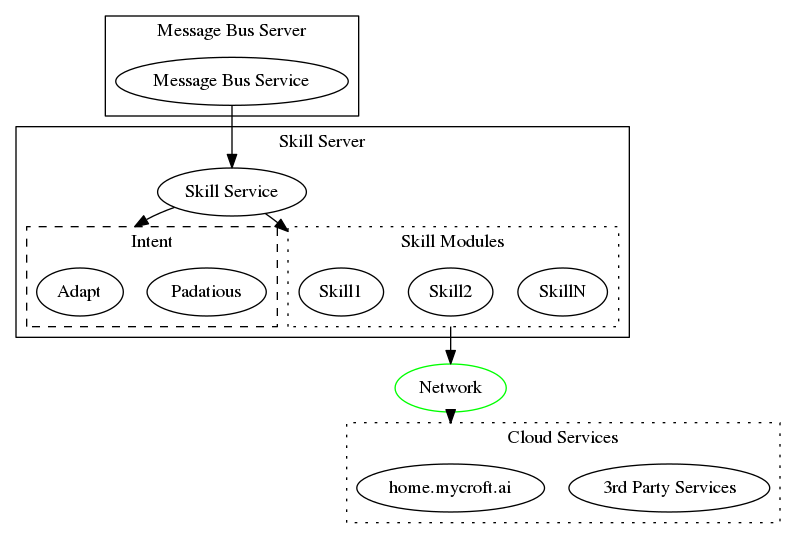 Message Bus Server
Message Bus Service
Skill Server
Skill Service
Intent
Skill Modules
Adapt
Padatious
Skill1
Skill2
SkillN
Network
Cloud Services
home.mycroft.ai
3rd Party Services